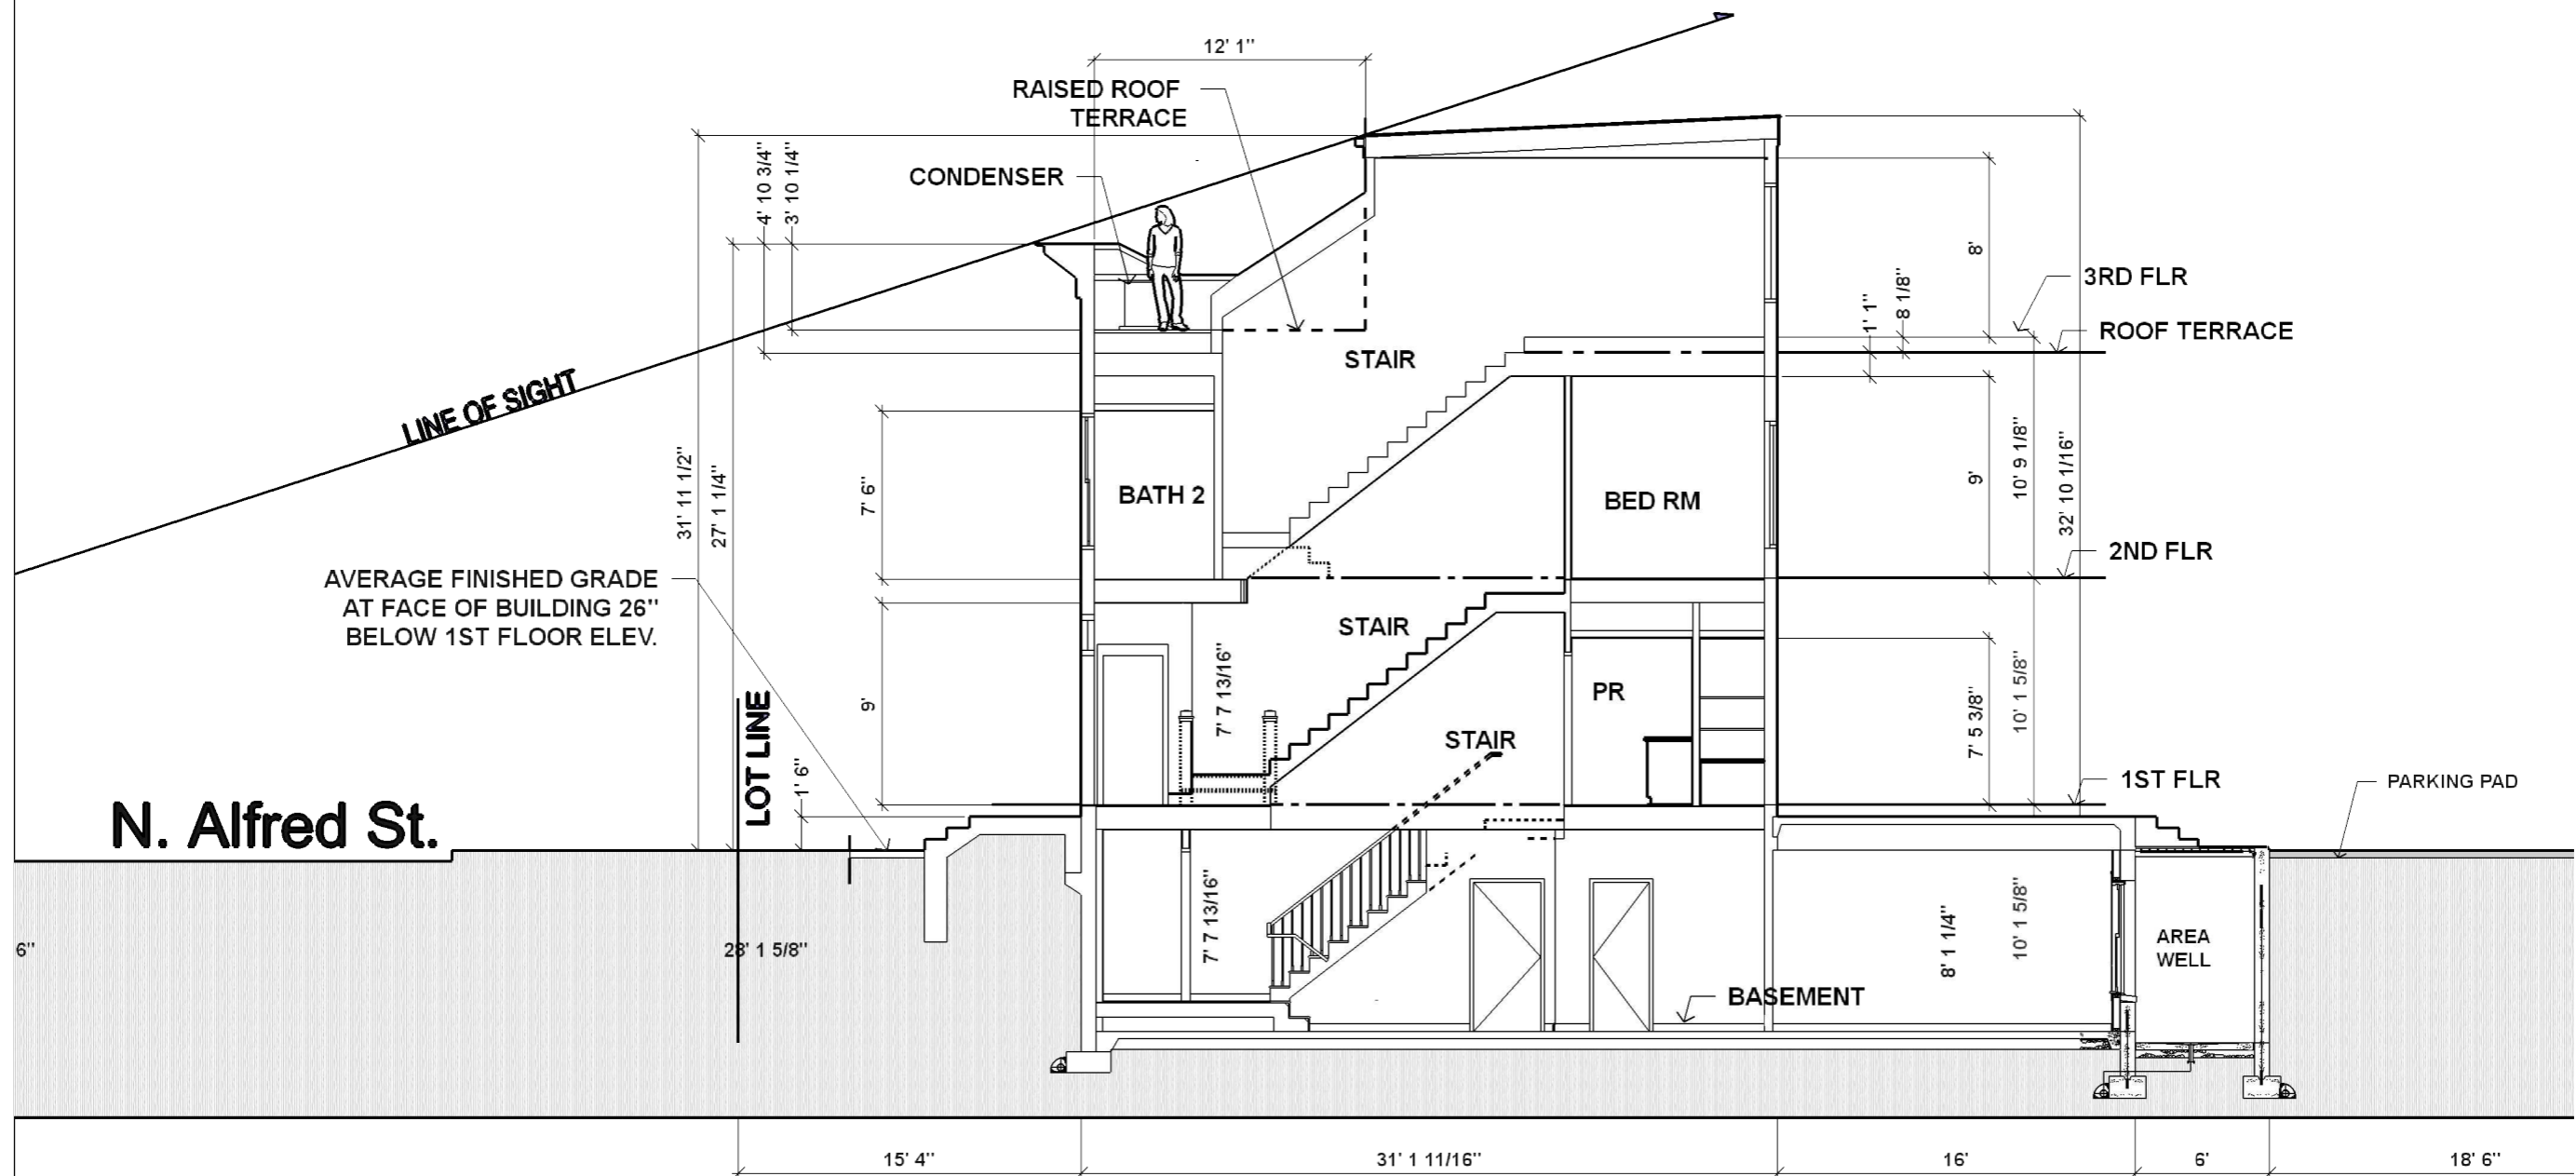 12' 1"
RAISED ROOF
TERRACE
CONDENSER
4' 10 3/4"
3' 10 1/4"
8'
8 1/8"
1' 1"
3RD FLR
ROOF TERRACE
STAIR
LINE OF SIGHT
31' 11 1/2"
27' 1 1/4"
7' 6"
BATH 2
BED RM
9'
10' 9 1/8"
32' 10 1/16"
2ND FLR
AVERAGE FINISHED GRADE
AT FACE OF BUILDING 26"
BELOW 1ST FLOOR ELEV.
STAIR
7' 7 13/16"
PR
9'
7' 5 3/8"
10' 1 5/8"
LOT LINE
1' 6"
STAIR
1ST FLR
PARKING PAD
N. Alfred St.
6"
28' 1 5/8"
7' 7 13/16"
8' 1 1/4"
10' 1 5/8"
AREA
WELL
BASEMENT
15' 4"
31' 1 11/16"
16'
6'
18' 6"